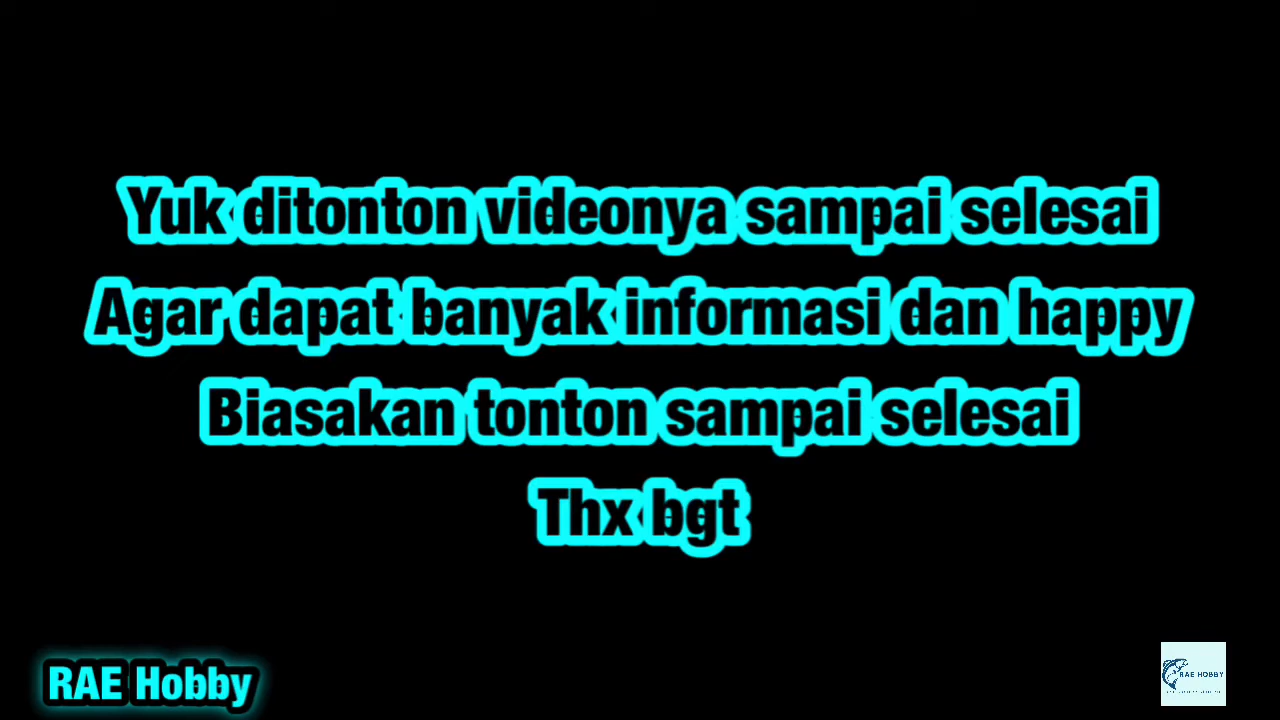 Yuk ditonton videonya sampai selesai
Agar dapat banyak informasi dan happy
Biasakan tonton sampai selesai
Thx bgt
RAE Hobby
RAE HOBBY